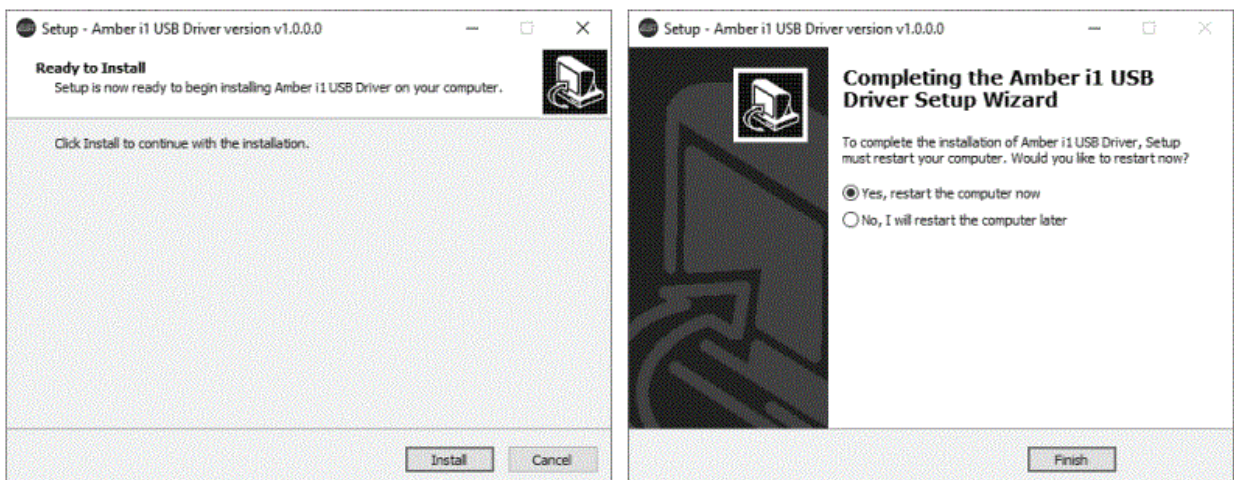 Setup - Amber i1 USB Driver version v1.0.0.0
Ready to Install
Setup is now ready to begin installing Amber i1 USB Driver on your computer.
Click Install to continue with the installation.
Install
Cancel
Setup - Amber i1 USB Driver version v1.0.0.0
Completing the Amber i1 USB
Driver Setup Wizard
To complete the installation of Amber i1 USB Driver, Setup
must restart your computer. Would you like to restart now?
Yes, restart the computer now
No, I will restart the computer later
Finish